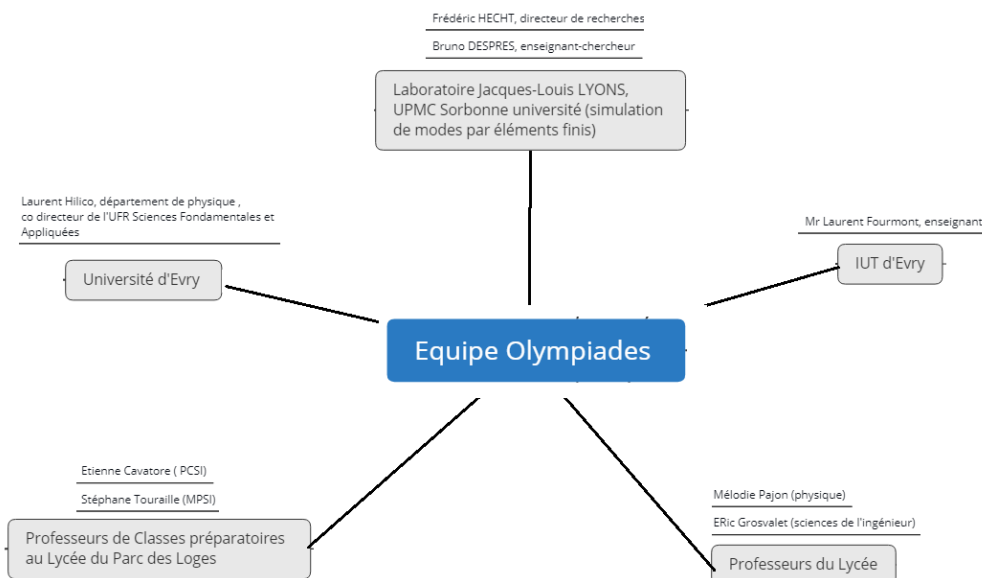 Frédéric HECHT, directeur de recherches
Bruno DESPRES, enseignant-chercheur
Laboratoire Jacques-Louis LYONS,
UPMC Sorbonne université (simulation
de modes par éléments finis)
Laurent Hilico, département de physique ,
co directeur de l'UFR Sciences Fondamentales et
Appliquées
Université d'Evry
Mr Laurent Fourmont, enseignant
IUT d'Evry
Equipe Olympiades
Etienne Cavatore ( PCSI)
Stéphane Touraille (MPSI)
Professeurs de Classes préparatoires
au Lycée du Parc des Loges
Mélodie Pajon (physique)
ERic Grosvalet (sciences de l'ingénieur)
Professeurs du Lycée